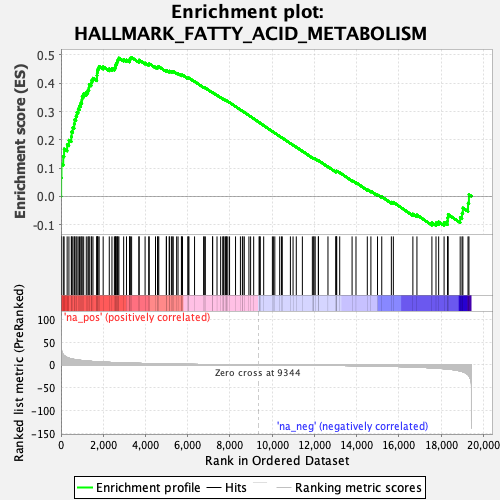 Enrichment plot:
HALLMARK_FATTY_ACID_METABOLISM
Enrichment score (ES)
0.5
0.4
0.3
0.2
0.1
0.0
-0.1
Ranked list metric (PreRanked)
100
50
0
-50
-100
-150
'na_pos' (positively correlated)
Zero cross at 9344
'na_neg' (negatively correlated)
0
2,000
4,000
6,000
8,000
10,000
12,000
14,000
16,000
18,000
20,000
Rank in Ordered Dataset
Enrichment profile
Hits
Ranking metric scores